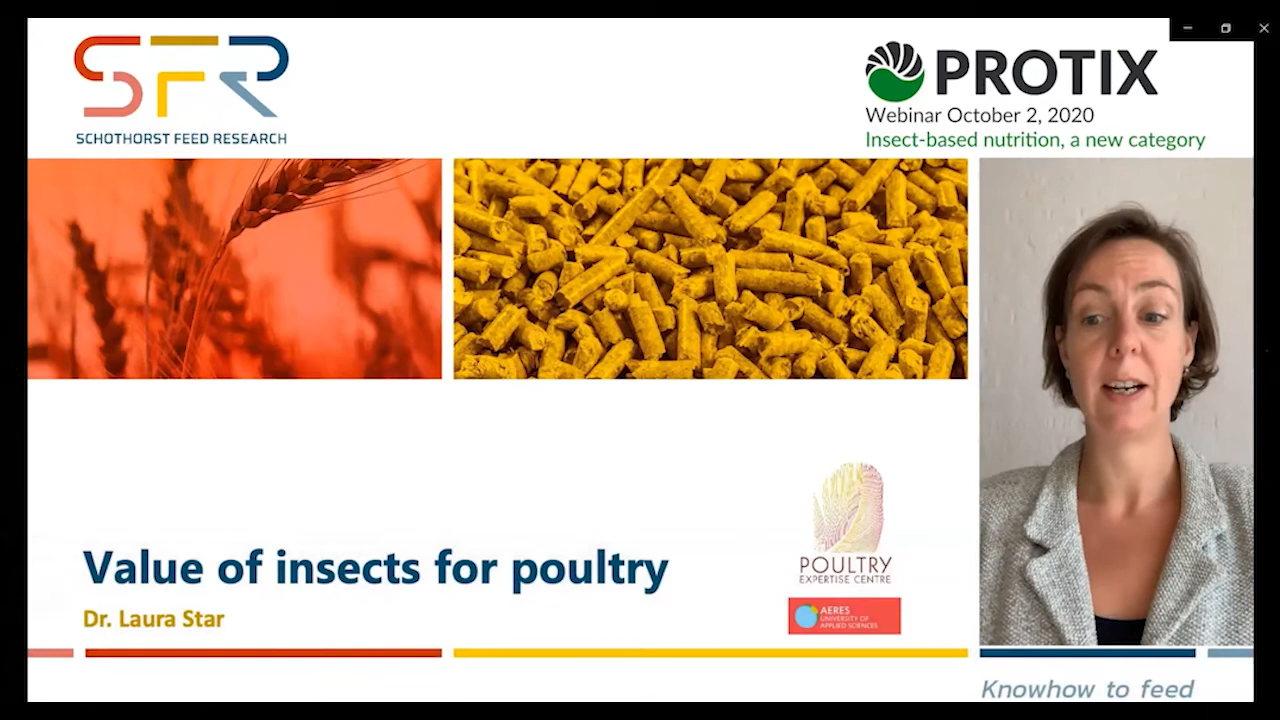 SFR
SCHOTHORST FEED RESEARCH
PROTIX
Webinar October 2, 2020
Insect-based nutrition, a new category
Value of insects for poultry
Dr. Laura Star
POULTRY
EXPERTISE CENTRE
AERES
UNIVERSITY
OF APPLIED SCIENCES
Knowhow to feed